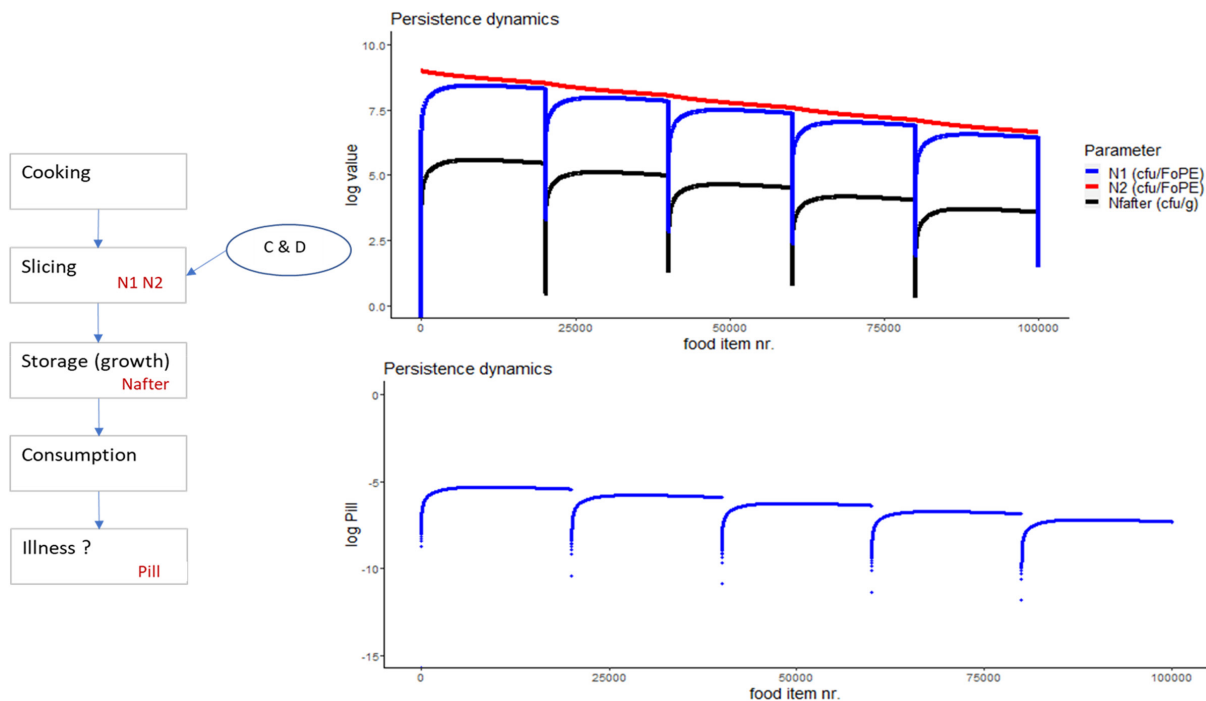 Cooking
Slicing
N1 N2
C & D
Storage (growth)
Nafter
Consumption
Illness ?
Pill
Persistence dynamics
log value
10.0
7.5
5.0
2.5
0.0
0 25000 50000 75000 100000
food item nr.
Parameter
N1 (cfu/FoPE)
N2 (cfu/FoPE)
Nfafter (cfu/g)
Persistence dynamics
log Pill
0
-5
-10
-15
0 25000 50000 75000 100000
food item nr.